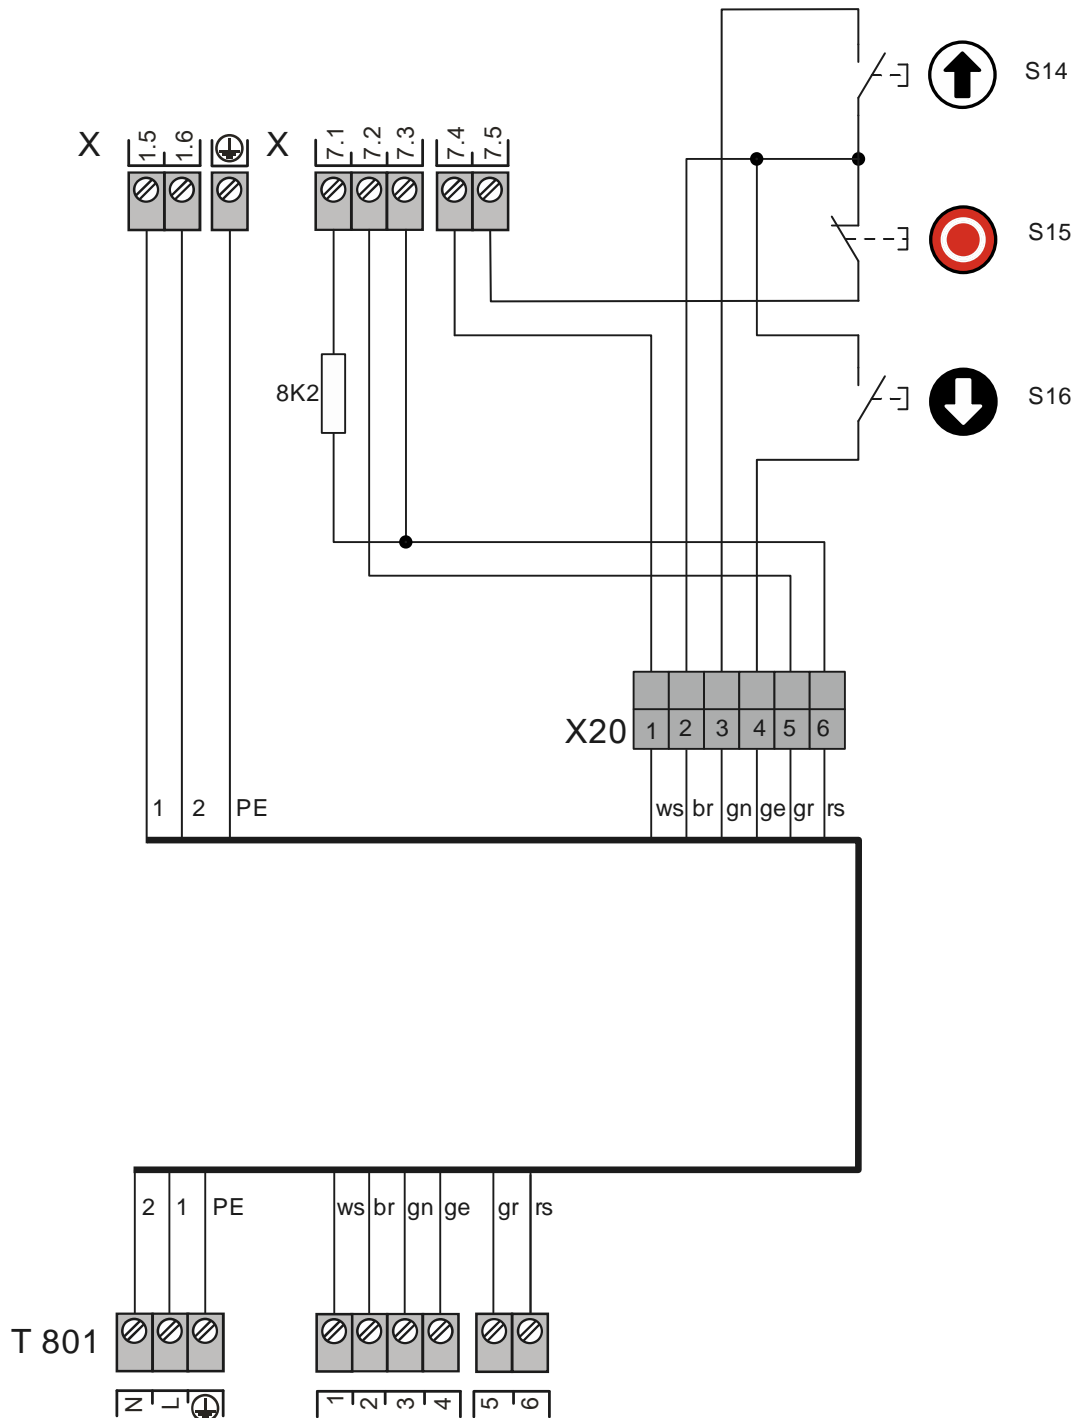 S14
X 1.5 1.6 X 7.1 7.2 7.3 7.4 7.5
S15
8K2
S16
X20 1 2 3 4 5 6
1 2 PE ws br gn ge gr rs
2 1 PE ws br gn ge gr rs
T 801
N L 1 2 3 4 5 6